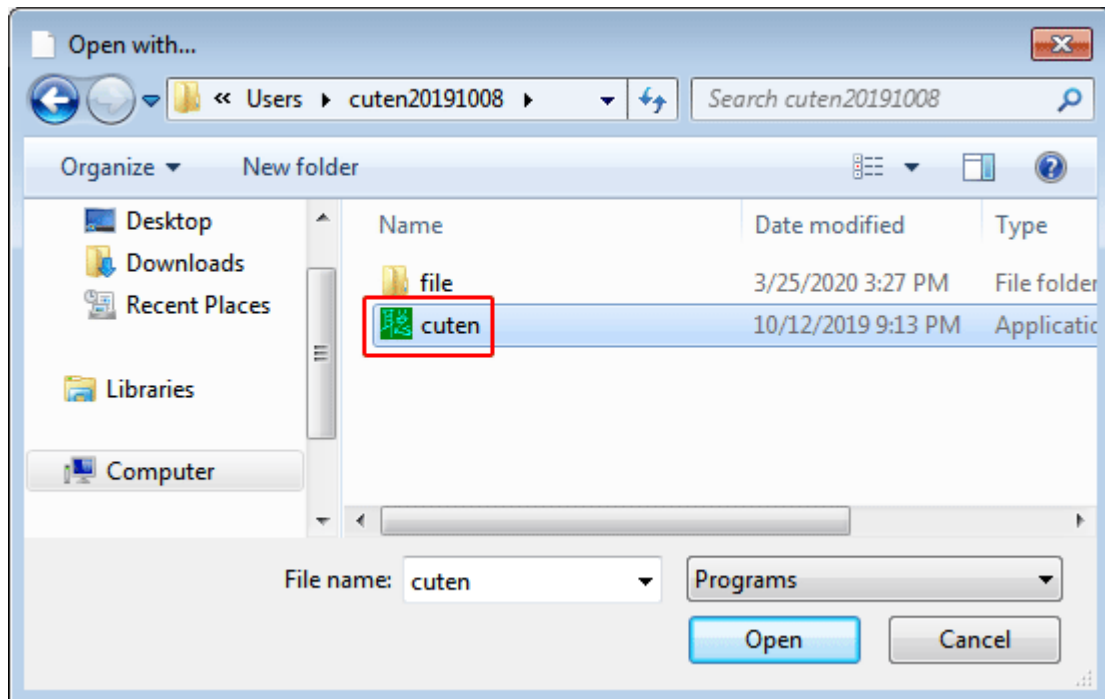 Open with...
« Users ▸ cuten20191008 ▸
Search cuten20191008
Organize ▾ New folder
Desktop
Downloads
Recent Places
Libraries
Computer
Name Date modified Type
file 3/25/2020 3:27 PM File folder
聪 cuten 10/12/2019 9:13 PM Applicatic
File name: cuten Programs
Open Cancel